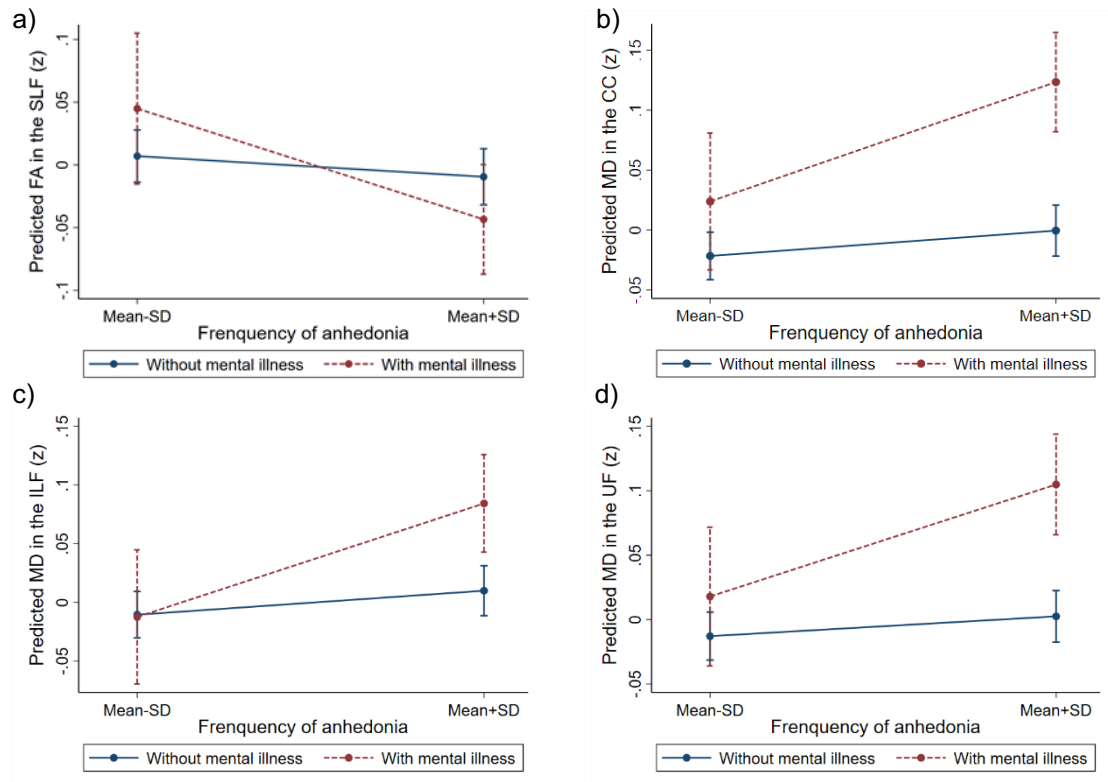 a)
Predicted FA in the SLF (z)
.1
.05
0
-.05
-.1
Mean-SD
Mean+SD
Frenquency of anhedonia
Without mental illness
With mental illness
b)
Predicted MD in the CC (z)
.15
.1
.05
0
-.05
Mean-SD
Mean+SD
Frenquency of anhedonia
Without mental illness
With mental illness
c)
Predicted MD in the ILF (z)
.15
.1
.05
0
-.05
Mean-SD
Mean+SD
Frenquency of anhedonia
Without mental illness
With mental illness
d)
Predicted MD in the UF (z)
.15
.1
.05
0
-.05
Mean-SD
Mean+SD
Frenquency of anhedonia
Without mental illness
With mental illness